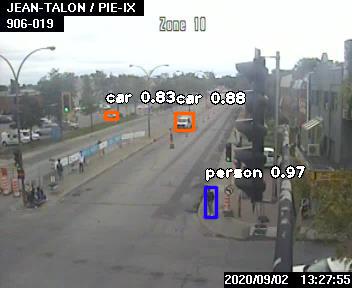 JEAN-TALON / PIE-IX
906-019
Zone 10
car 0.83
car 0.88
person 0.97
2020/09/02 13:27:55